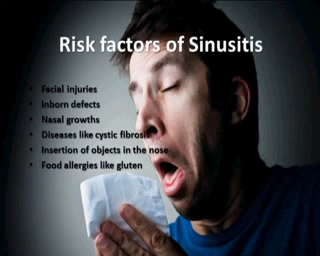 Risk factors of Sinusitis
• Facial injuries
• Inborn defects
• Nasal growths
• Diseases like cystic fibrosis
• Insertion of objects in the nose
• Food allergies like gluten